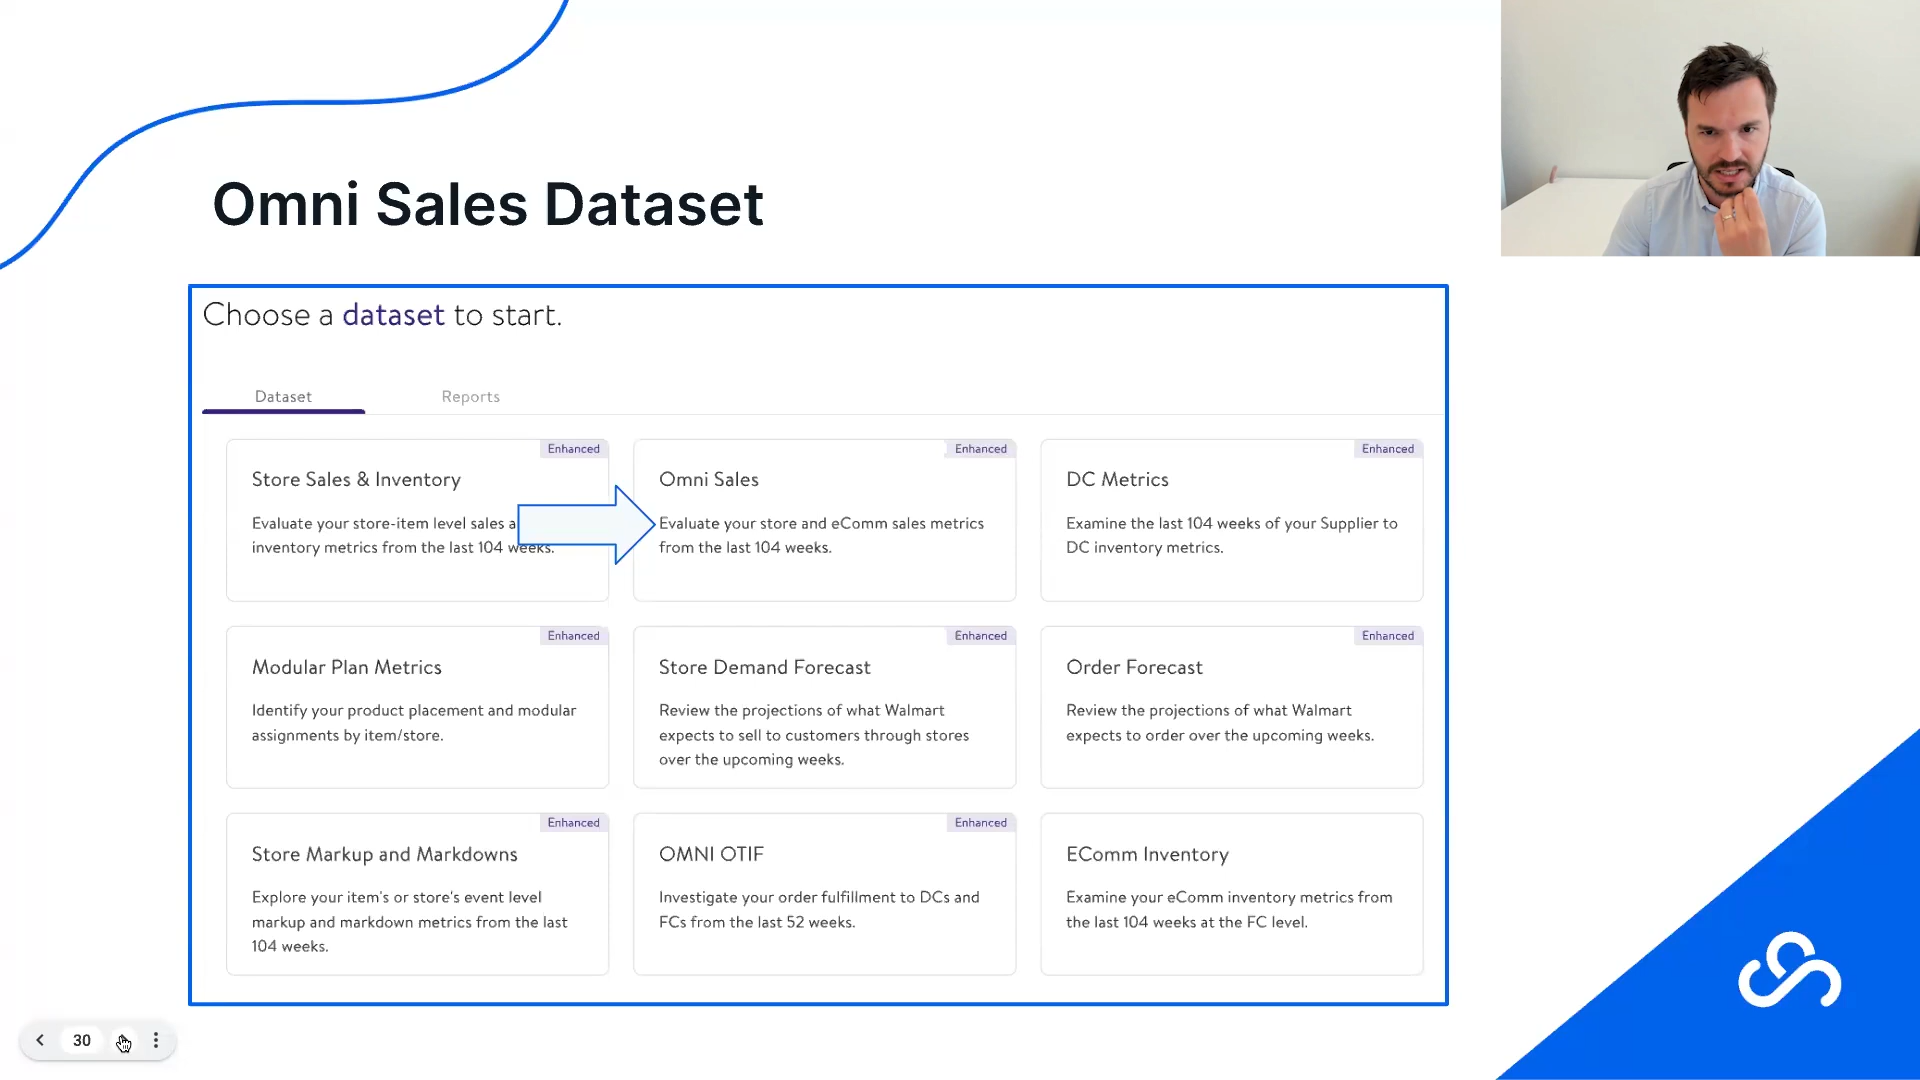 Omni Sales Dataset
Choose a dataset to start.
Dataset
Reports
Enhanced
Store Sales & Inventory
Evaluate your store-item level sales a
inventory metrics from the last 104 weeks.
Enhanced
Omni Sales
Evaluate your store and eComm sales metrics
from the last 104 weeks.
Enhanced
DC Metrics
Examine the last 104 weeks of your Supplier to
DC inventory metrics.
Enhanced
Modular Plan Metrics
Identify your product placement and modular
assignments by item/store.
Enhanced
Store Demand Forecast
Review the projections of what Walmart
expects to sell to customers through stores
over the upcoming weeks.
Enhanced
Order Forecast
Review the projections of what Walmart
expects to order over the upcoming weeks.
Enhanced
Store Markup and Markdowns
Explore your item's or store's event level
markup and markdown metrics from the last
104 weeks.
Enhanced
OMNI OTIF
Investigate your order fulfillment to DCs and
FCs from the last 52 weeks.
EComm Inventory
Examine your eComm inventory metrics from
the last 104 weeks at the FC level.
30